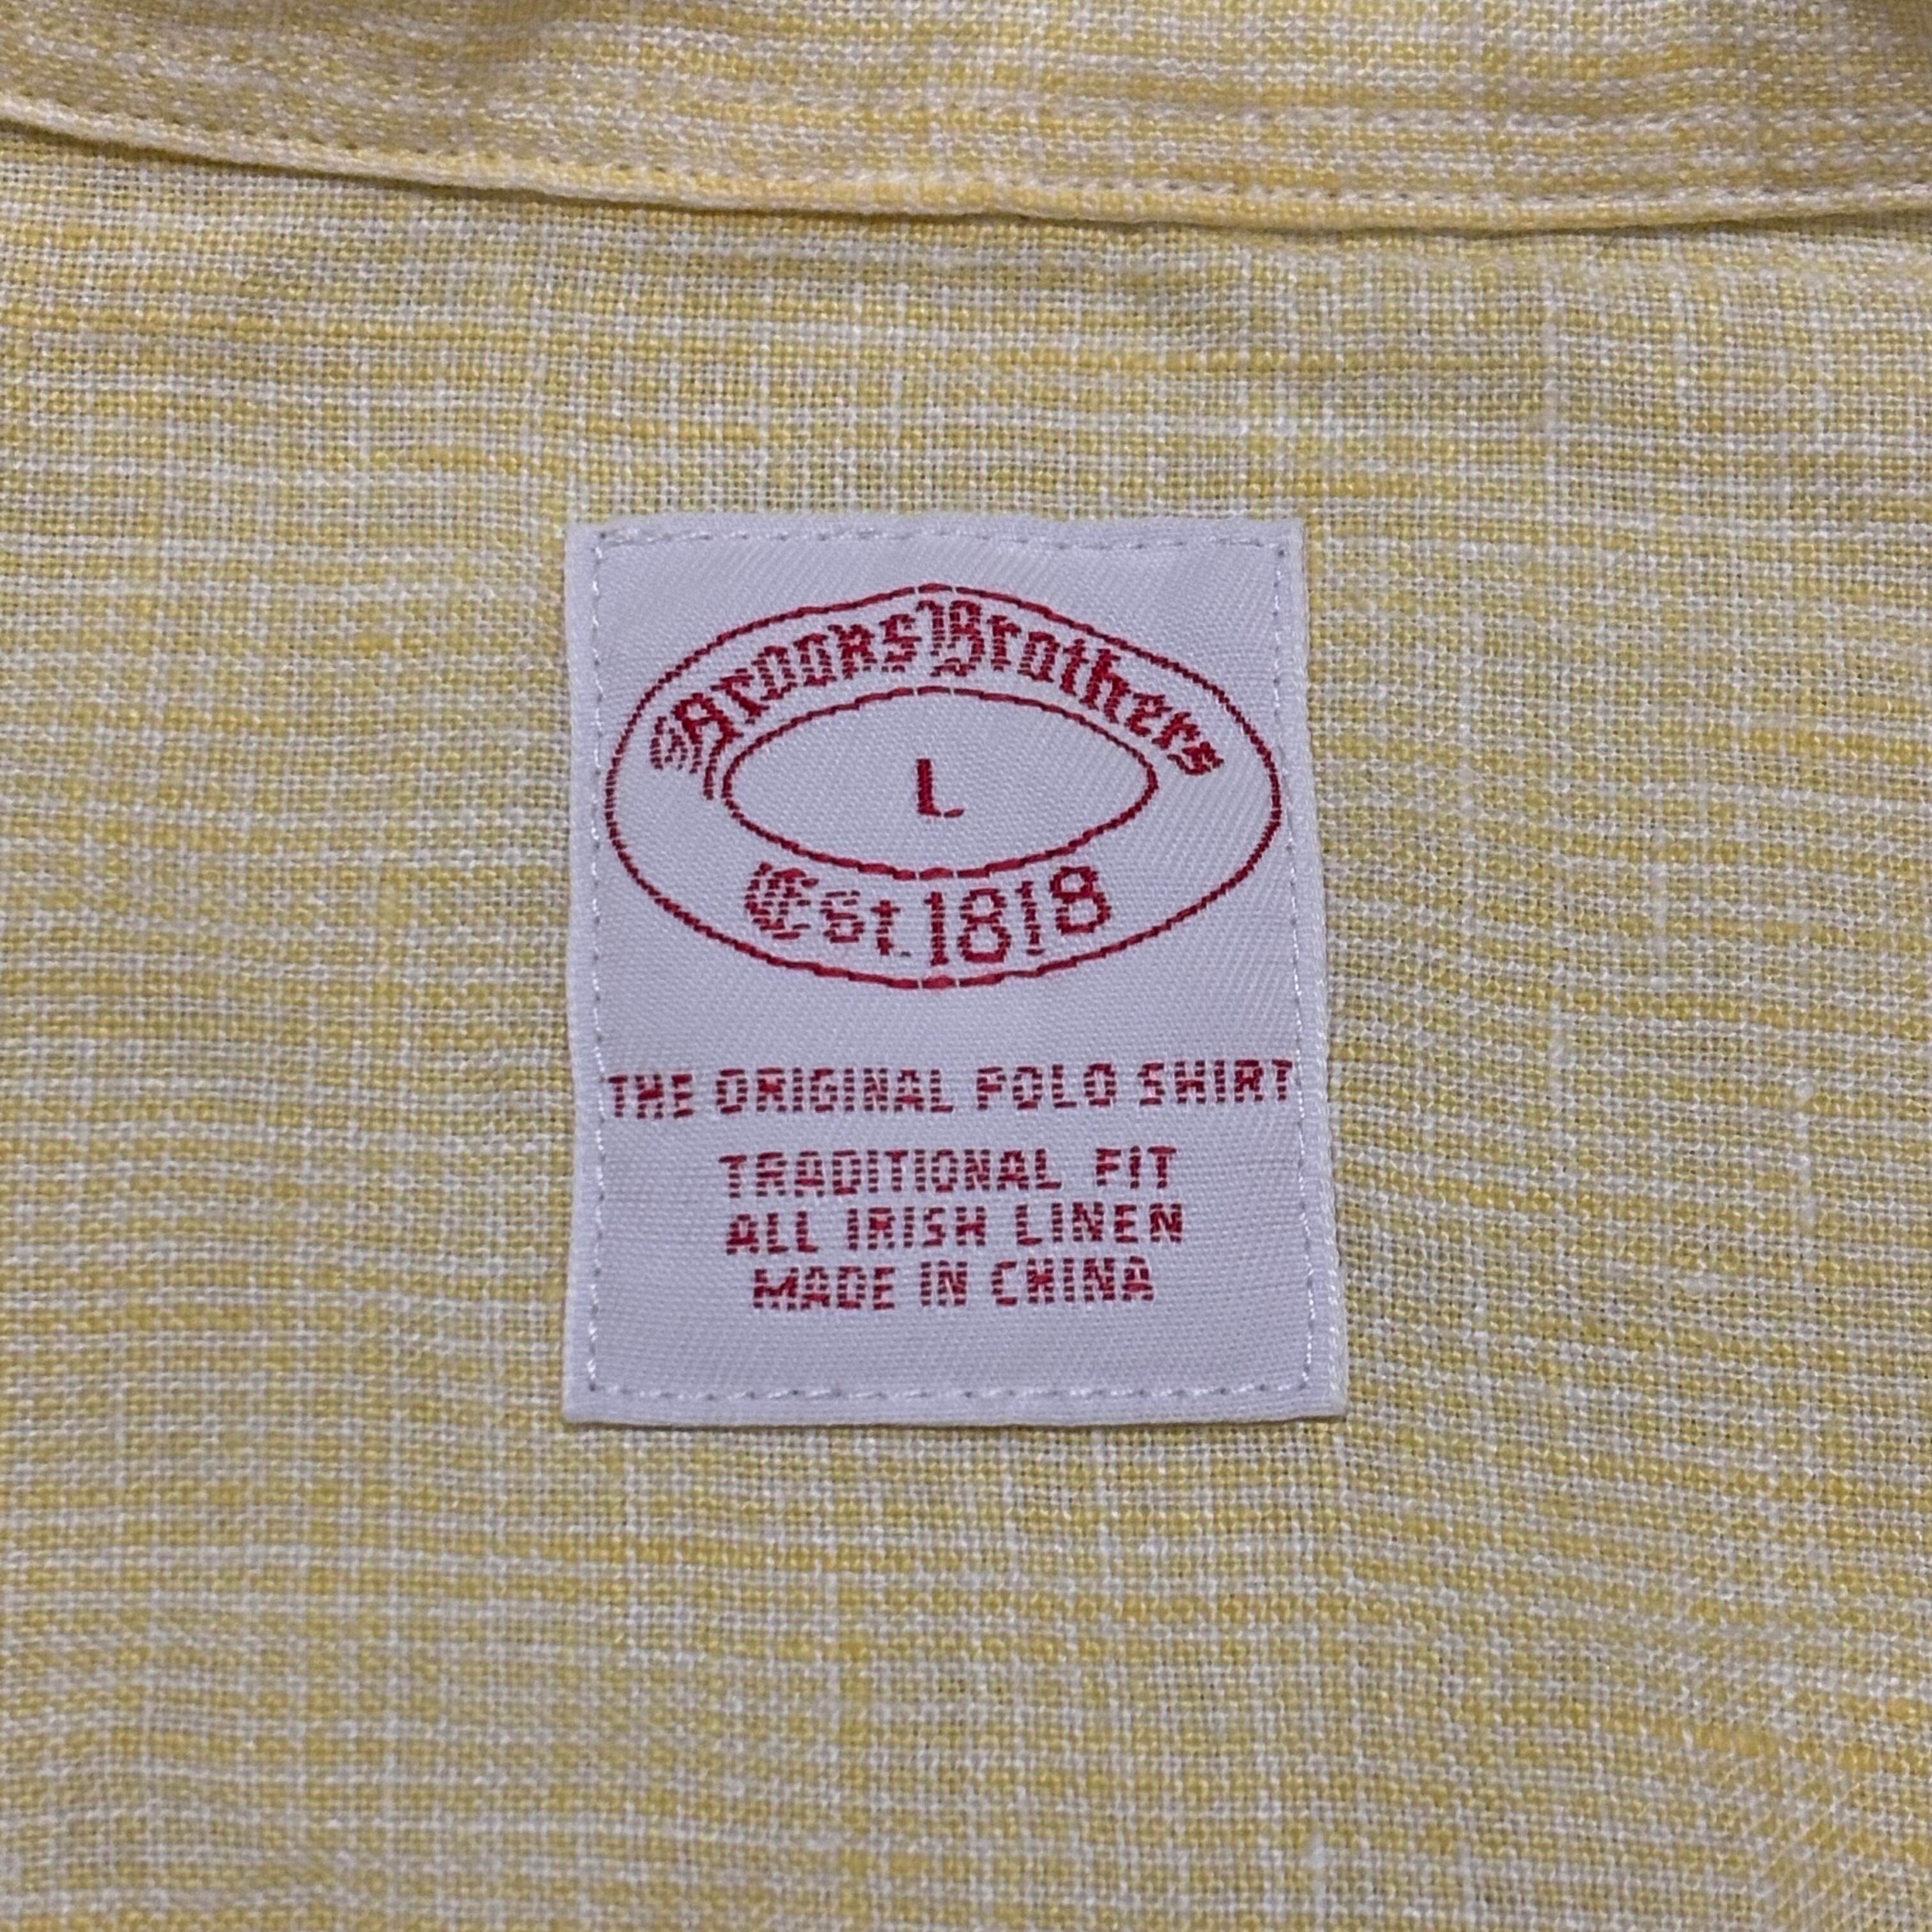 Brooks Brothers
L
Est. 1818
THE ORIGINAL POLO SHIRT
TRADITIONAL FIT
ALL IRISH LINEN
MADE IN CHINA